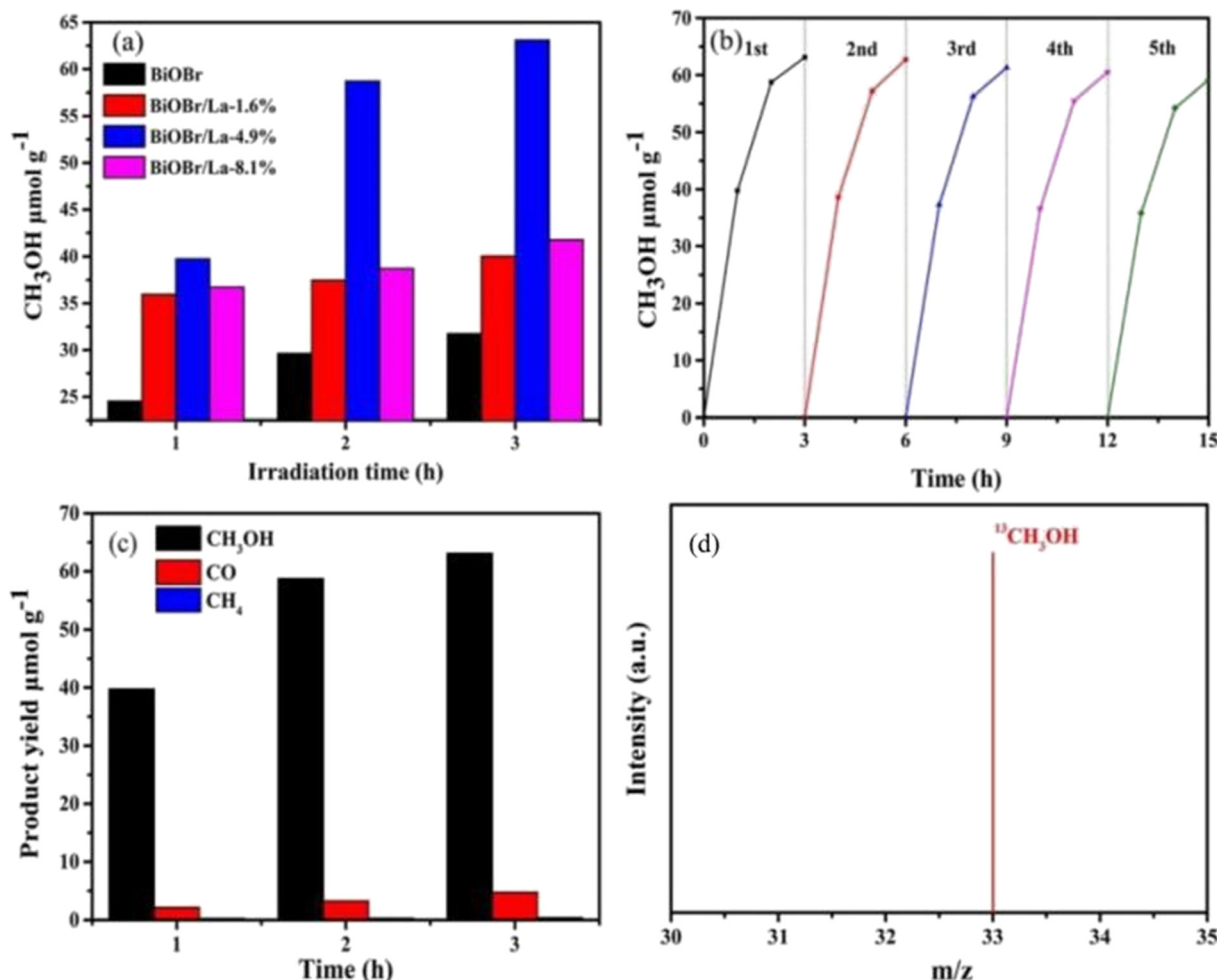 (a)
BiOBr
BiOBr/La-1.6%
BiOBr/La-4.9%
BiOBr/La-8.1%
CH₃OH μmol g⁻¹
65
60
55
50
45
40
35
30
25
1 2 3
Irradiation time (h)
(b)
1st 2nd 3rd 4th 5th
CH₃OH μmol g⁻¹
70
60
50
40
30
20
10
0
0 3 6 9 12 15
Time (h)
(c)
CH₃OH
CO
CH₄
Product yield μmol g⁻¹
70
60
50
40
30
20
10
0
1 2 3
Time (h)
(d)
¹³CH₃OH
Intensity (a.u.)
30 31 32 33 34 35
m/z